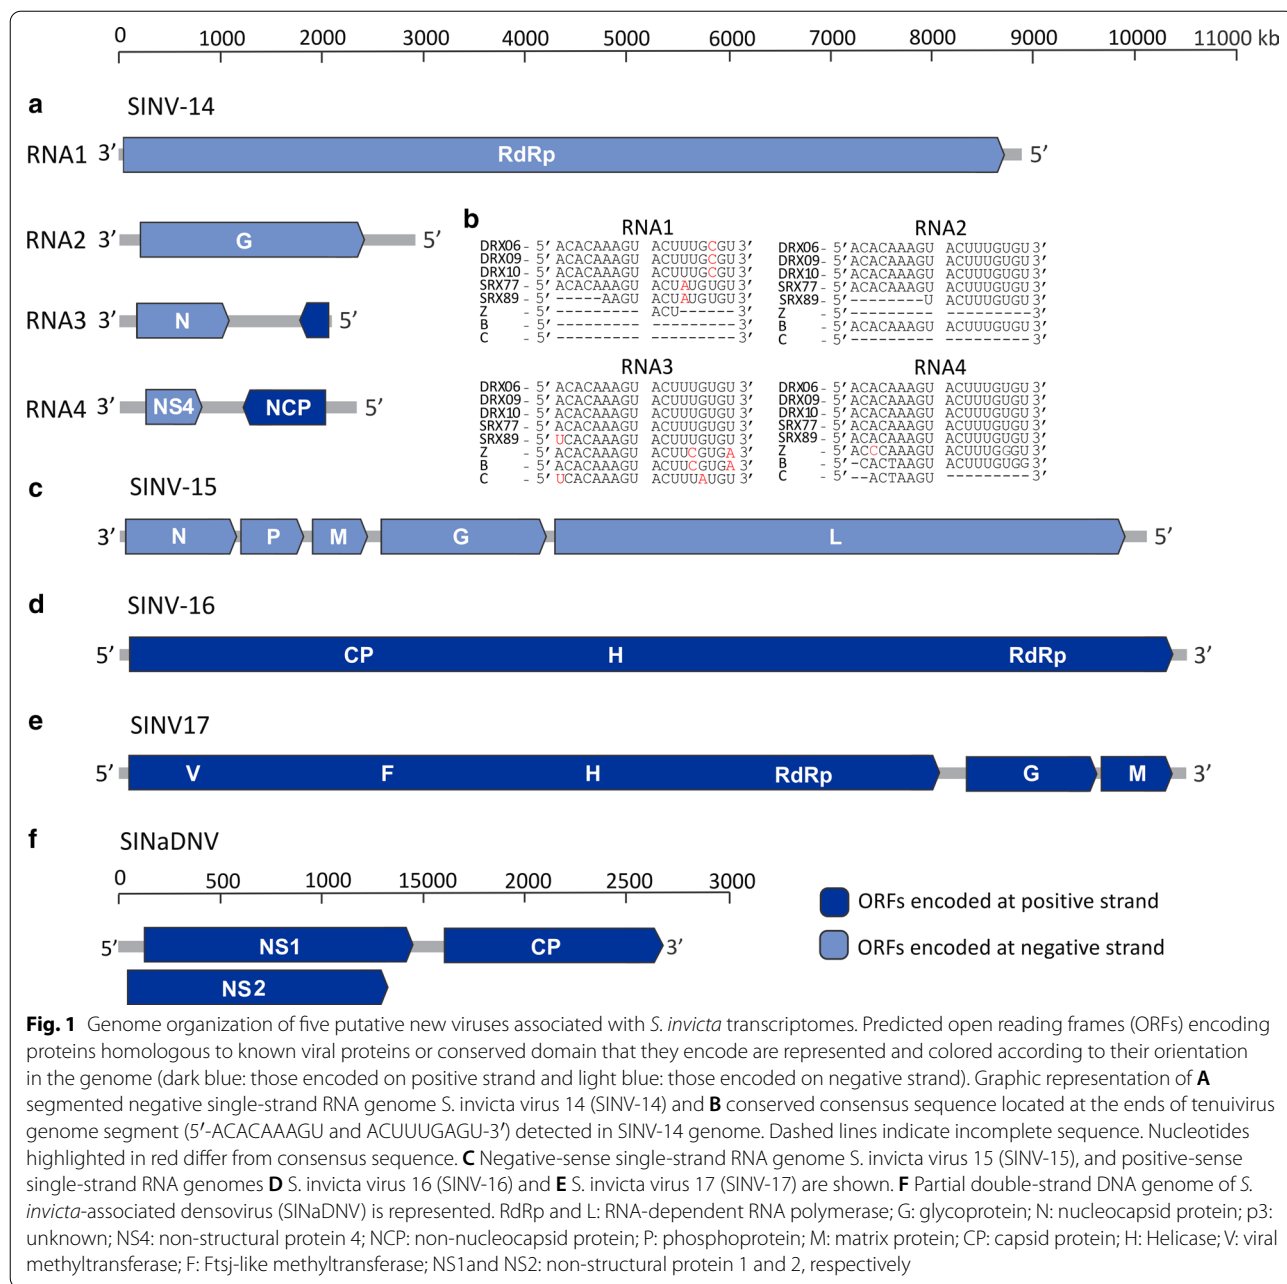 0 1000 2000 3000 4000 5000 6000 7000 8000 9000 10000 11000 kb
a SINV-14
RNA1 3′ RdRp 5′
RNA2 3′ G 5′
RNA3 3′ N 5′
RNA4 3′ NS4 NCP 5′
b
RNA1
DRX06 - 5′ ACACAAAGU ACUUUGCGU 3′
DRX09 - 5′ ACACAAAGU ACUUUGCGU 3′
DRX10 - 5′ ACACAAAGU ACUUUGCGU 3′
SRX77 - 5′ ACACAAAGU ACUAUGUGU 3′
SRX89 - 5′ -----AAGU ACUAUGUGU 3′
Z - 5′ --------- ACU------ 3′
B - 5′ --------- --------- 3′
C - 5′ --------- --------- 3′
RNA2
DRX06 - 5′ ACACAAAGU ACUUUGUGU 3′
DRX09 - 5′ ACACAAAGU ACUUUGUGU 3′
DRX10 - 5′ ACACAAAGU ACUUUGUGU 3′
SRX77 - 5′ ACACAAAGU ACUUUGUGU 3′
SRX89 - 5′ --------U ACUUUGUGU 3′
Z - 5′ --------- --------- 3′
B - 5′ ACACAAAGU ACUUUGUGU 3′
C - 5′ --------- --------- 3′
RNA3
DRX06 - 5′ ACACAAAGU ACUUUGUGU 3′
DRX09 - 5′ ACACAAAGU ACUUUGUGU 3′
DRX10 - 5′ ACACAAAGU ACUUUGUGU 3′
SRX77 - 5′ ACACAAAGU ACUUUGUGU 3′
SRX89 - 5′ UCACAAAGU ACUUUGUGU 3′
Z - 5′ ACACAAAGU ACUUCGUGA 3′
B - 5′ ACACAAAGU ACUUCGUGA 3′
C - 5′ UCACAAAGU ACUUUAUGU 3′
RNA4
DRX06 - 5′ ACACAAAGU ACUUUGUGU 3′
DRX09 - 5′ ACACAAAGU ACUUUGUGU 3′
DRX10 - 5′ ACACAAAGU ACUUUGUGU 3′
SRX77 - 5′ ACACAAAGU ACUUUGUGU 3′
SRX89 - 5′ ACACAAAGU ACUUUGUGU 3′
Z - 5′ ACCCAAAGU ACUUUGGGU 3′
B - 5′ -CACTAAGU ACUUUGUGG 3′
C - 5′ --ACTAAGU --------- 3′
c SINV-15
3′ N P M G L 5′
d SINV-16
5′ CP H RdRp 3′
e SINV17
5′ V F H RdRp G M 3′
f SINaDNV
0 500 1000 15000 2000 2500 3000
5′ NS1 CP 3′
NS2
ORFs encoded at positive strand
ORFs encoded at negative strand
Fig. 1 Genome organization of five putative new viruses associated with S. invicta transcriptomes. Predicted open reading frames (ORFs) encoding
proteins homologous to known viral proteins or conserved domain that they encode are represented and colored according to their orientation
in the genome (dark blue: those encoded on positive strand and light blue: those encoded on negative strand). Graphic representation of A
segmented negative single-strand RNA genome S. invicta virus 14 (SINV-14) and B conserved consensus sequence located at the ends of tenuivirus
genome segment (5′-ACACAAAGU and ACUUUGAGU-3′) detected in SINV-14 genome. Dashed lines indicate incomplete sequence. Nucleotides
highlighted in red differ from consensus sequence. C Negative-sense single-strand RNA genome S. invicta virus 15 (SINV-15), and positive-sense
single-strand RNA genomes D S. invicta virus 16 (SINV-16) and E S. invicta virus 17 (SINV-17) are shown. F Partial double-strand DNA genome of S.
invicta-associated densovirus (SINaDNV) is represented. RdRp and L: RNA-dependent RNA polymerase; G: glycoprotein; N: nucleocapsid protein; p3:
unknown; NS4: non-structural protein 4; NCP: non-nucleocapsid protein; P: phosphoprotein; M: matrix protein; CP: capsid protein; H: Helicase; V: viral
methyltransferase; F: Ftsj-like methyltransferase; NS1and NS2: non-structural protein 1 and 2, respectively